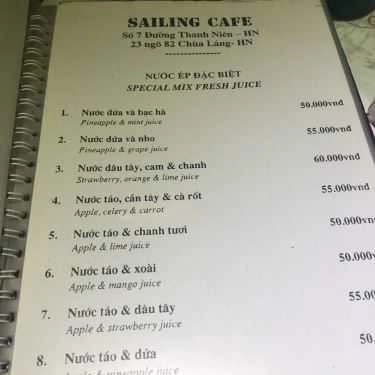 SAILING CAFE
Số 7 Đường Thanh Niên - HN
23 ngõ 82 Chùa Láng- HN
---------------
NƯỚC ÉP ĐẶC BIỆT
SPECIAL MIX FRESH JUICE
1. Nước dứa và bạc hà 50.000vnđ
Pineapple & mint juice
2. Nước dứa và nho 55.000vnđ
Pineapple & grape juice
3. Nước dâu tây, cam & chanh 60.000vnđ
Strawberry, orange & lime juice
4. Nước táo, cần tây & cà rốt 55.000vnđ
Apple, celery & carrot
5. Nước táo & chanh tươi 50.000vn
Apple & lime juice
6. Nước táo & xoài 50.000v
Apple & mango juice
7. Nước táo & dâu tây 55.00
Apple & strawberry juice
8. Nước táo & dứa 50.
Apple & pineapple juice